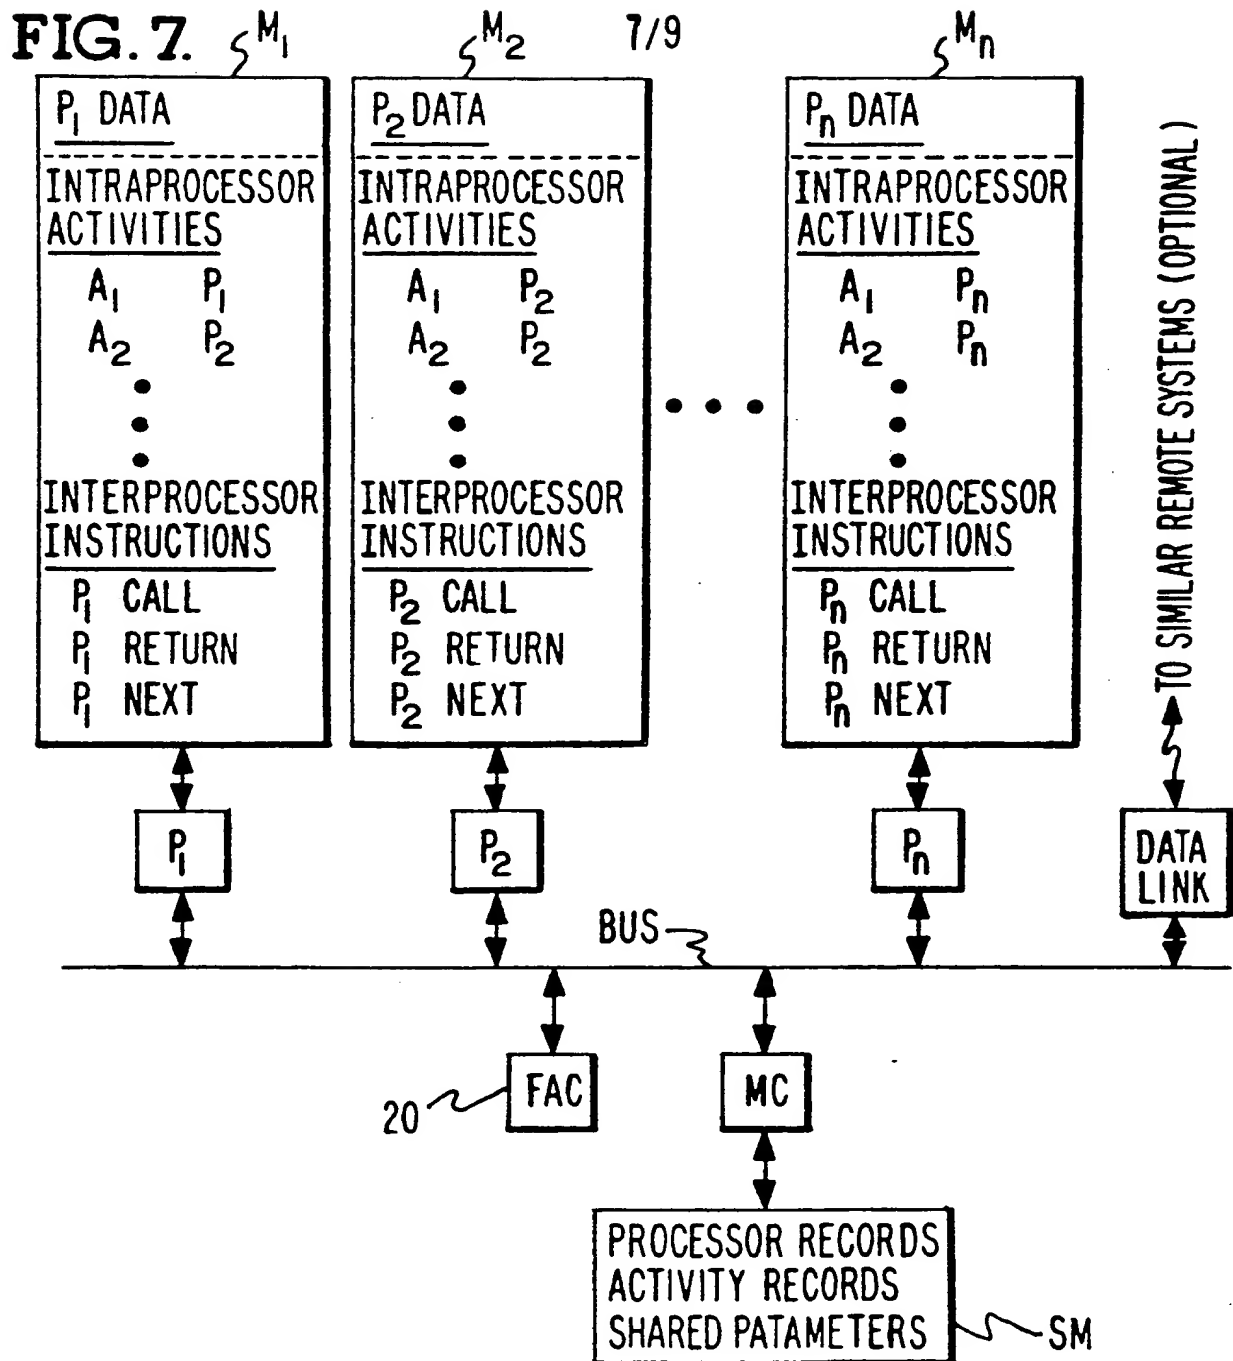 FIG. 7.
7/9
M₁
P₁ DATA
INTRAPROCESSOR
ACTIVITIES
A₁ P₁
A₂ P₂
INTERPROCESSOR
INSTRUCTIONS
P₁ CALL
P₁ RETURN
P₁ NEXT
M₂
P₂ DATA
INTRAPROCESSOR
ACTIVITIES
A₁ P₂
A₂ P₂
INTERPROCESSOR
INSTRUCTIONS
P₂ CALL
P₂ RETURN
P₂ NEXT
Mₙ
Pₙ DATA
INTRAPROCESSOR
ACTIVITIES
A₁ Pₙ
A₂ Pₙ
INTERPROCESSOR
INSTRUCTIONS
Pₙ CALL
Pₙ RETURN
Pₙ NEXT
TO SIMILAR REMOTE SYSTEMS (OPTIONAL)
P₁
P₂
Pₙ
DATA
LINK
BUS
20
FAC
MC
PROCESSOR RECORDS
ACTIVITY RECORDS
SHARED PATAMETERS
SM